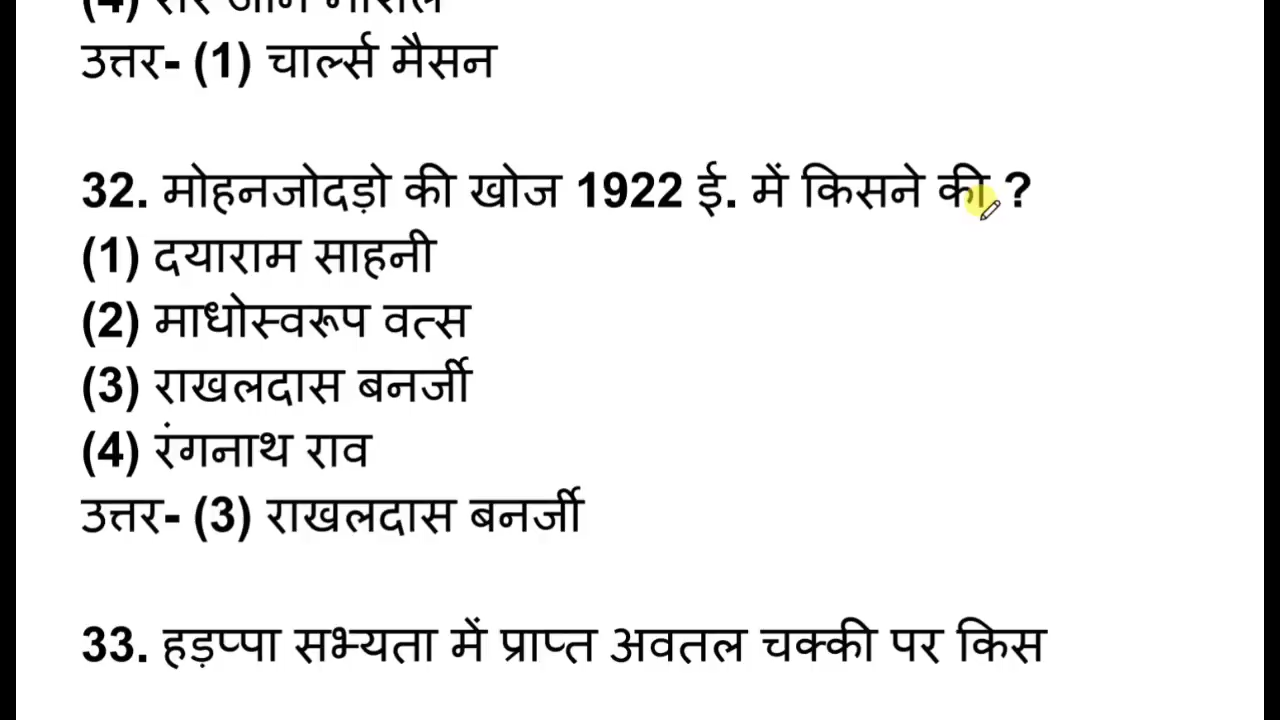 उत्तर- (1) चार्ल्स मैसन
32. मोहनजोदड़ो की खोज 1922 ई. में किसने की ?
(1) दयाराम साहनी
(2) माधोस्वरूप वत्स
(3) राखलदास बनर्जी
(4) रंगनाथ राव
उत्तर- (3) राखलदास बनर्जी
33. हड़प्पा सभ्यता में प्राप्त अवतल चक्की पर किस